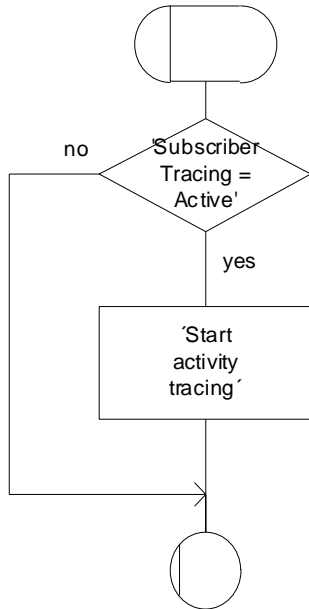 'Subscriber
Tracing =
Active'
no
yes
´Start
activity
tracing´